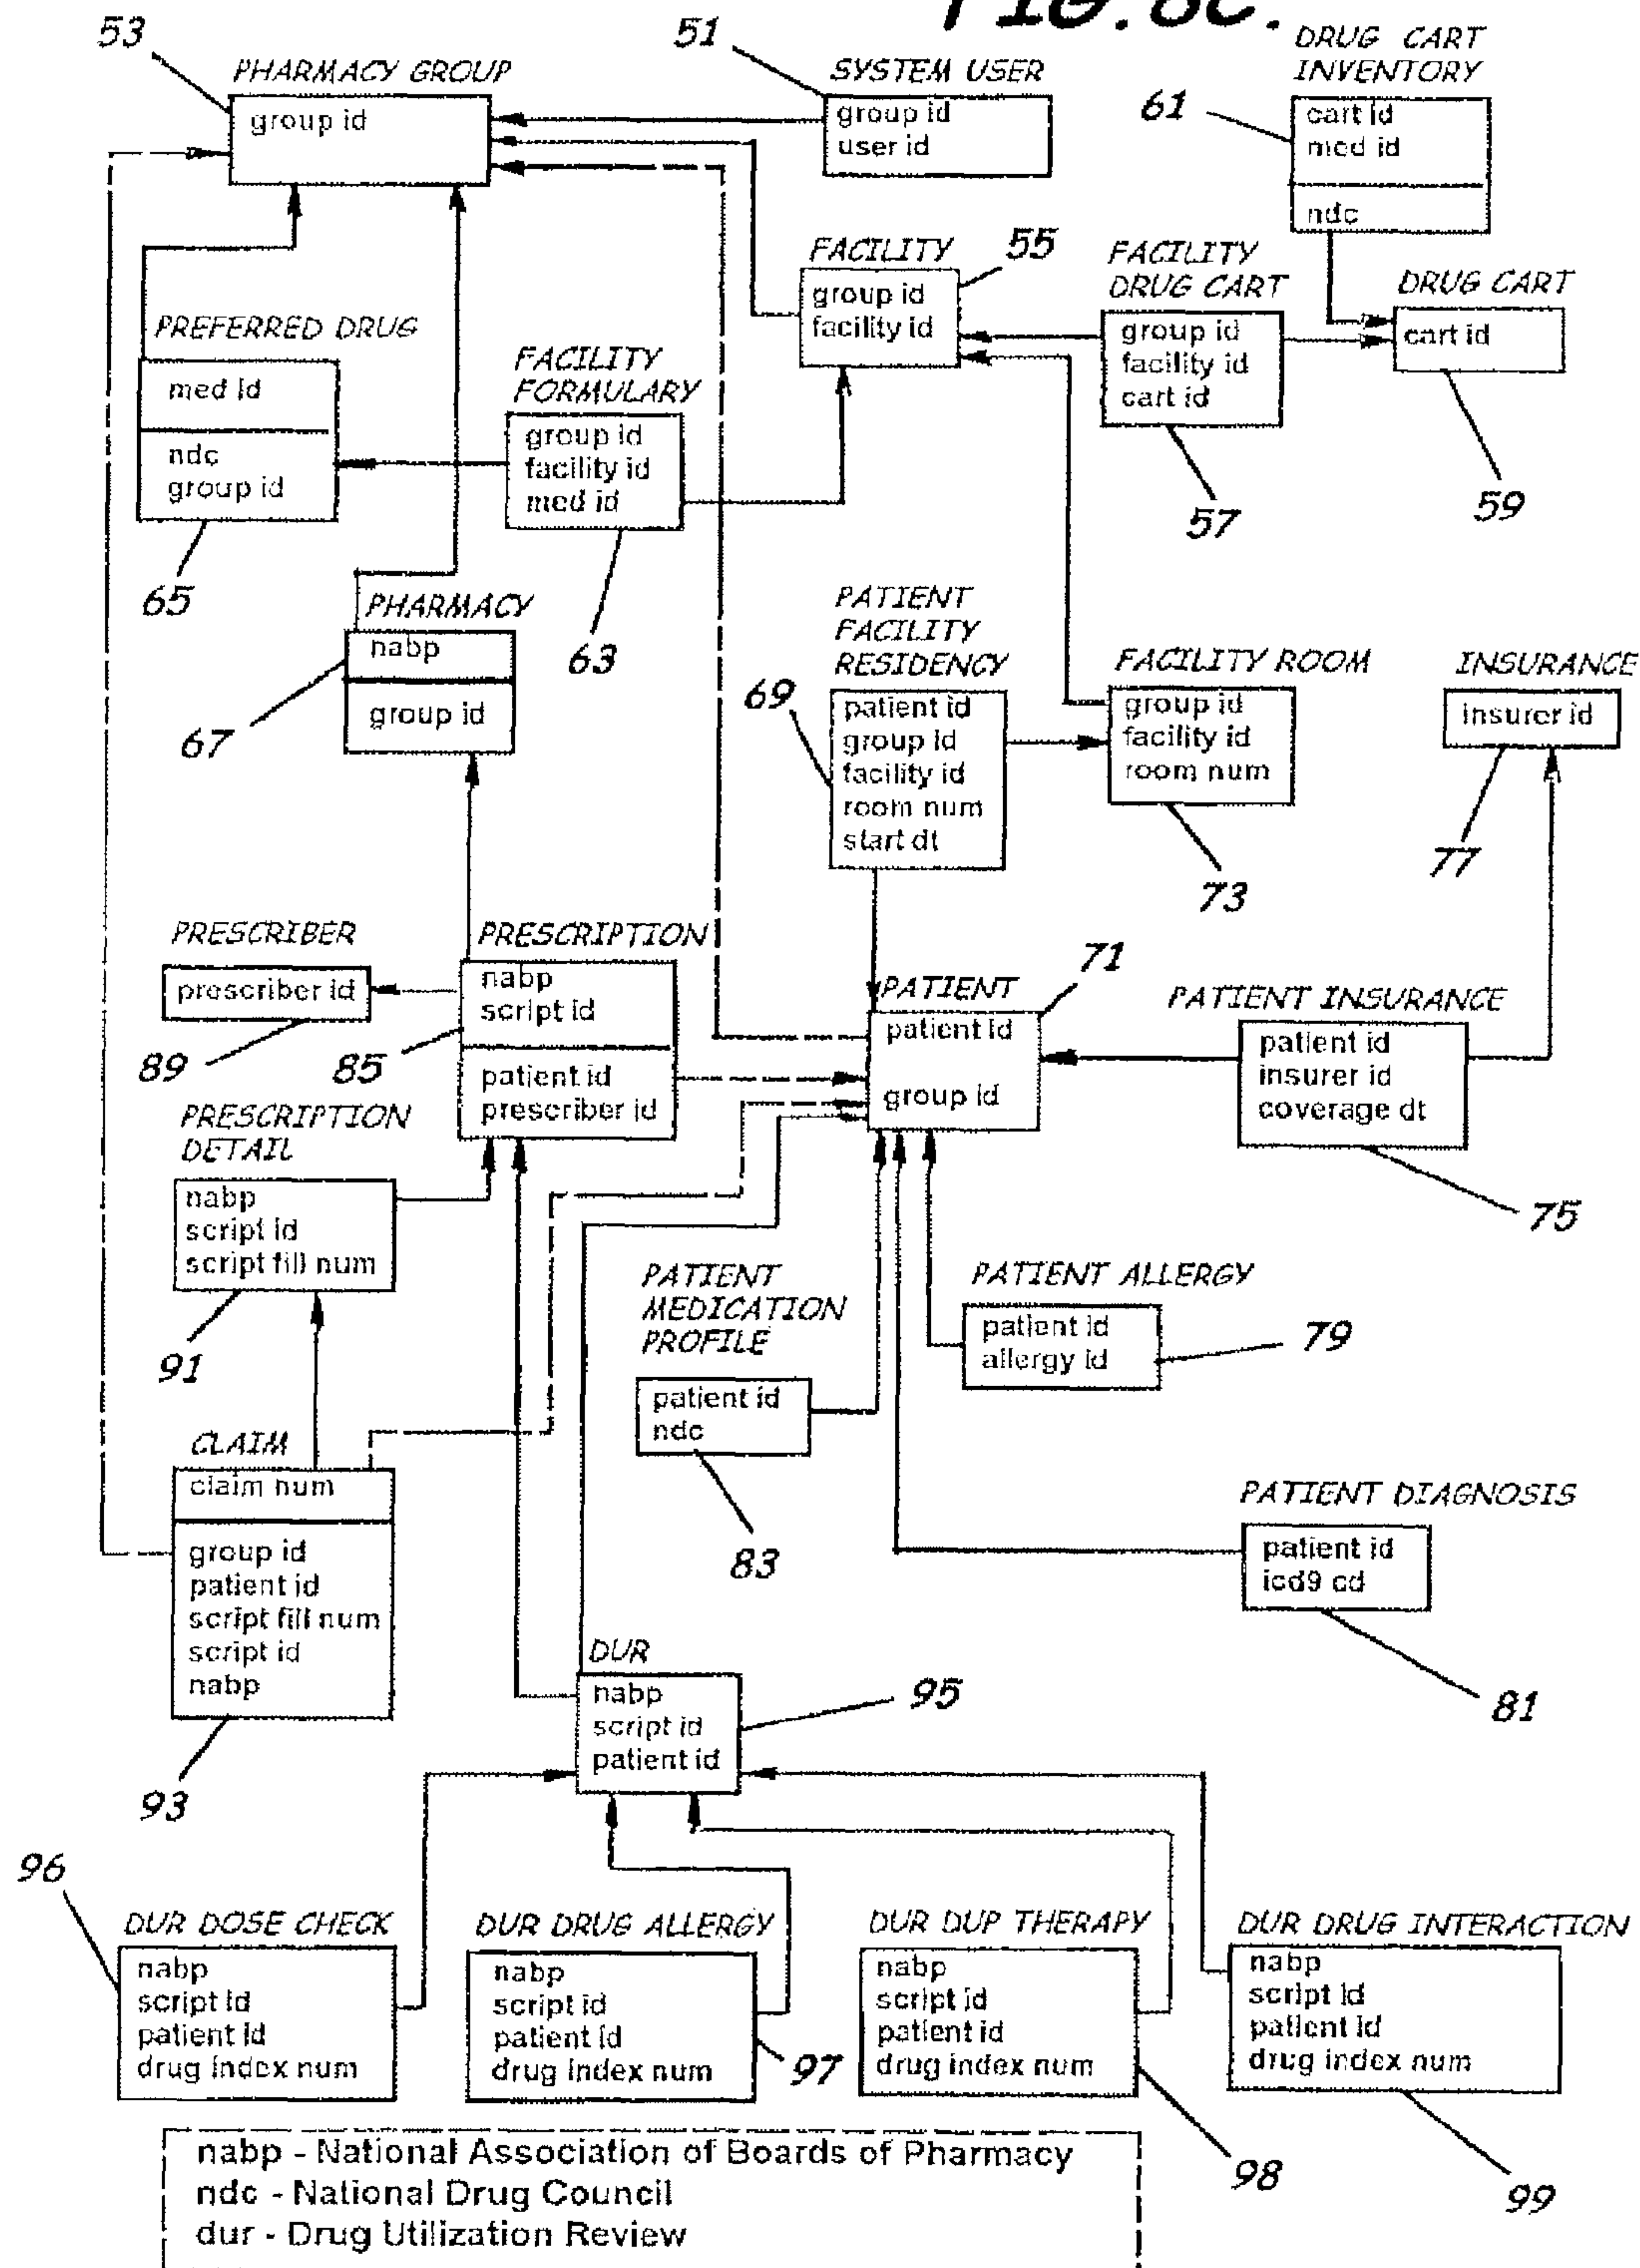 FIG. 6C.
53
PHARMACY GROUP
group id
51
SYSTEM USER
group id
user id
DRUG CART
INVENTORY
61
cart id
med id
ndc
FACILITY
55
group id
facility id
FACILITY
DRUG CART
group id
facility id
cart id
57
DRUG CART
cart id
59
PREFERRED DRUG
med id
ndc
group id
65
FACILITY
FORMULARY
group id
facility id
med id
63
PHARMACY
nabp
group id
67
PATIENT
FACILITY
RESIDENCY
69
patient id
group id
facility id
room num
start dt
FACILITY ROOM
group id
facility id
room num
73
INSURANCE
insurer id
77
PRESCRIBER
prescriber id
89
PRESCRIPTION
nabp
script id
patient id
prescriber id
85
PATIENT
71
patient id
group id
PATIENT INSURANCE
patient id
insurer id
coverage dt
75
PRESCRIPTION
DETAIL
nabp
script id
script fill num
91
PATIENT
MEDICATION
PROFILE
patient id
ndc
83
PATIENT ALLERGY
patient id
allergy id
79
CLAIM
claim num
group id
patient id
script fill num
script id
nabp
93
PATIENT DIAGNOSIS
patient id
icd9 cd
81
DUR
nabp
script id
patient id
95
96
DUR DOSE CHECK
nabp
script id
patient id
drug index num
DUR DRUG ALLERGY
nabp
script id
patient id
drug index num
97
DUR DUP THERAPY
nabp
script id
patient id
drug index num
98
DUR DRUG INTERACTION
nabp
script id
patient id
drug index num
99
nabp - National Association of Boards of Pharmacy
ndc - National Drug Council
dur - Drug Utilization Review